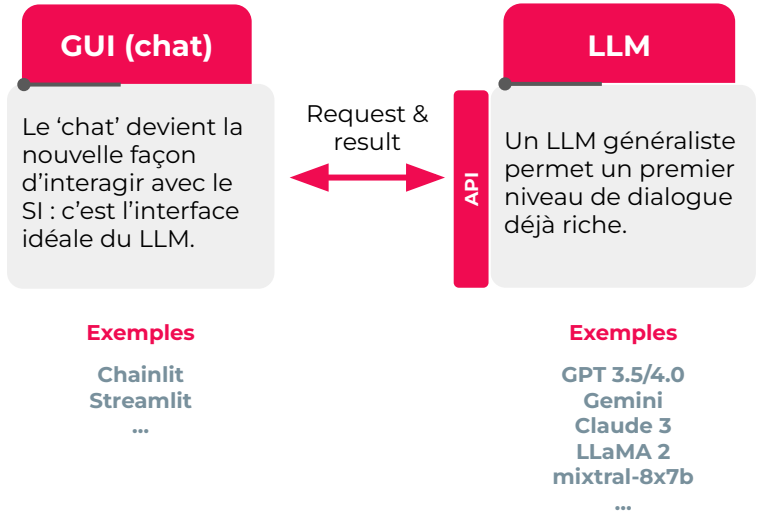 GUI (chat)
Le ‘chat’ devient la
nouvelle façon
d’interagir avec le
SI : c’est l’interface
idéale du LLM.
Request &
result
LLM
API
Un LLM généraliste
permet un premier
niveau de dialogue
déjà riche.
Exemples
Chainlit
Streamlit
...
Exemples
GPT 3.5/4.0
Gemini
Claude 3
LLaMA 2
mixtral-8x7b
...